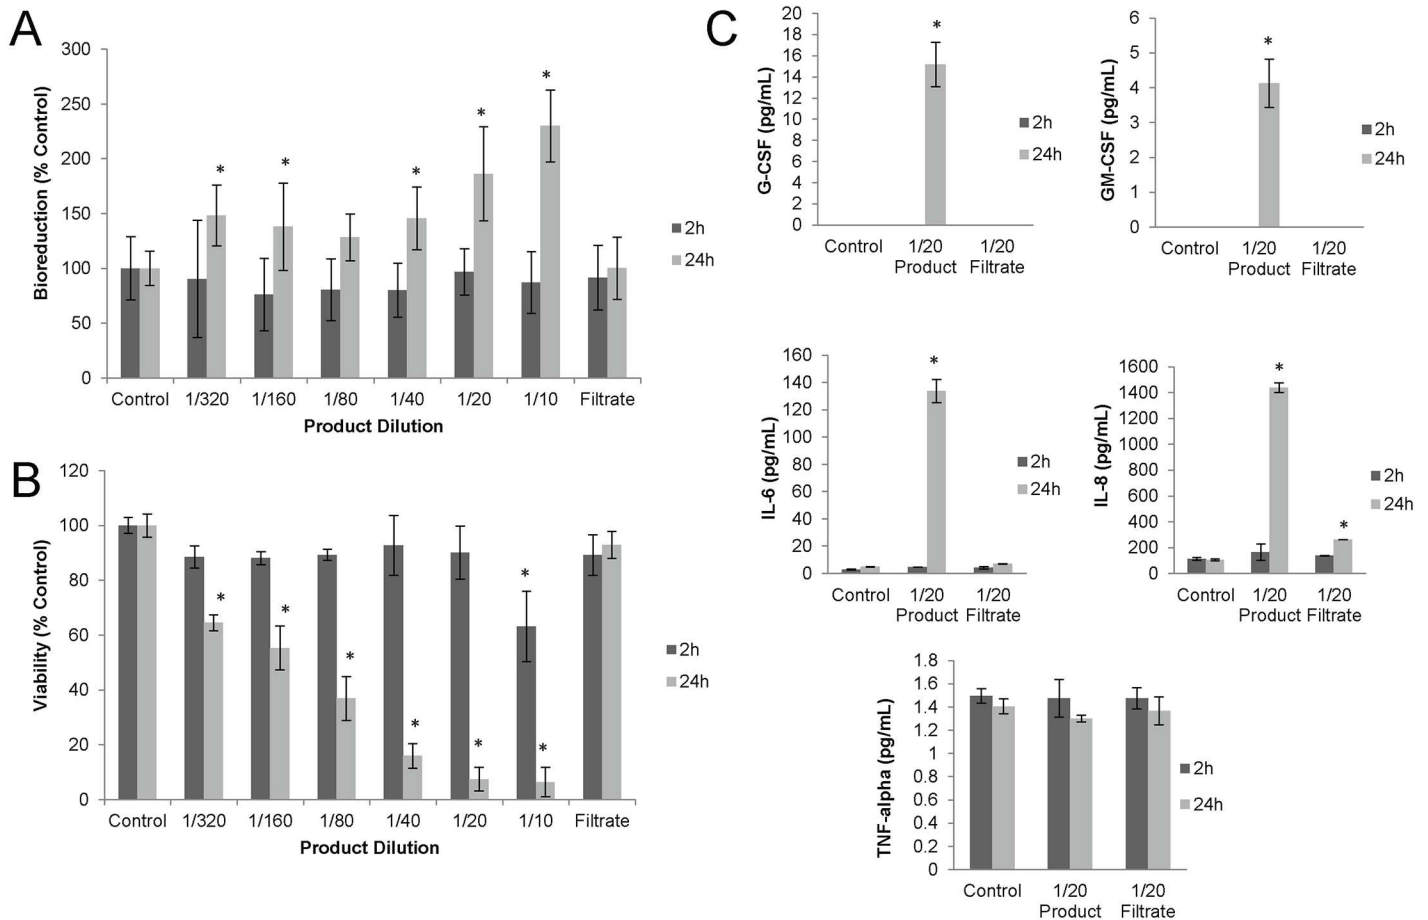 A
300
250
200
150
100
50
0
Bioreduction (% Control)
* * * * *
Control 1/320 1/160 1/80 1/40 1/20 1/10 Filtrate
Product Dilution
2h
24h
B
120
100
80
60
40
20
0
Viability (% Control)
* * * * * * *
Control 1/320 1/160 1/80 1/40 1/20 1/10 Filtrate
Product Dilution
2h
24h
C
20
18
16
14
12
10
8
6
4
2
0
G-CSF (pg/mL)
*
Control 1/20 1/20
Product Filtrate
2h
24h
6
5
4
3
2
1
0
GM-CSF (pg/mL)
*
Control 1/20 1/20
Product Filtrate
2h
24h
160
140
120
100
80
60
40
20
0
IL-6 (pg/mL)
*
Control 1/20 1/20
Product Filtrate
2h
24h
1600
1400
1200
1000
800
600
400
200
0
IL-8 (pg/mL)
* *
Control 1/20 1/20
Product Filtrate
2h
24h
1.8
1.6
1.4
1.2
1
0.8
0.6
0.4
0.2
0
TNF-alpha (pg/mL)
Control 1/20 1/20
Product Filtrate
2h
24h